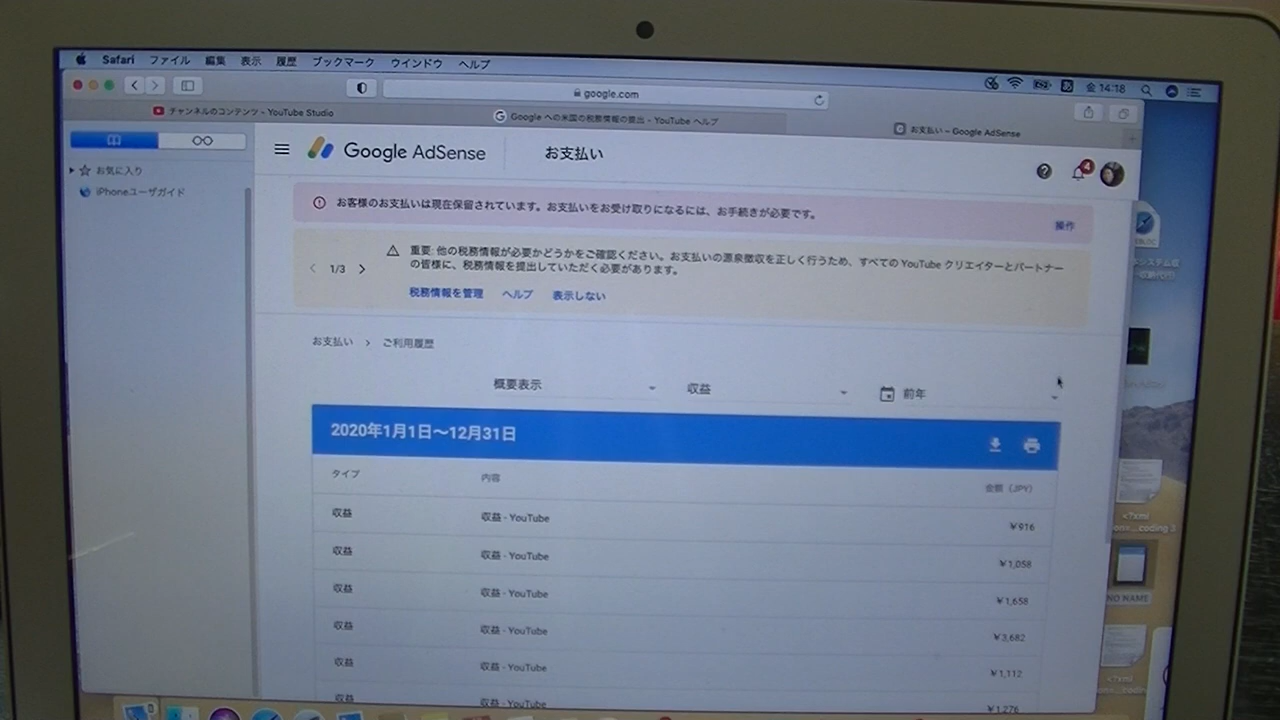 Safari ファイル 編集 表示 履歴 ブックマーク ウインドウ ヘルプ
金 14:18
google.com
チャンネルのコンテンツ - YouTube Studio
Google への米国の税務情報の提出 - YouTube ヘルプ
お支払い - Google AdSense
お気に入り
iPhoneユーザガイド
Google AdSense
お支払い
4
お客様のお支払いは現在保留されています。お支払いをお受け取りになるには、お手続きが必要です。
操作
1/3
重要: 他の税務情報が必要かどうかをご確認ください。お支払いの源泉徴収を正しく行うため、すべての YouTube クリエイターとパートナー
の皆様に、税務情報を提出していただく必要があります。
税務情報を管理 ヘルプ 表示しない
お支払い > ご利用履歴
概要表示 収益 前年
2020年1月1日〜12月31日
タイプ 内容 金額 (JPY)
収益 収益 - YouTube ¥916
収益 収益 - YouTube ¥1,058
収益 収益 - YouTube ¥1,658
収益 収益 - YouTube ¥3,682
収益 収益 - YouTube ¥1,112
収益 収益 - YouTube ¥1,276
<?xml
coding
NO NAME
<?xml